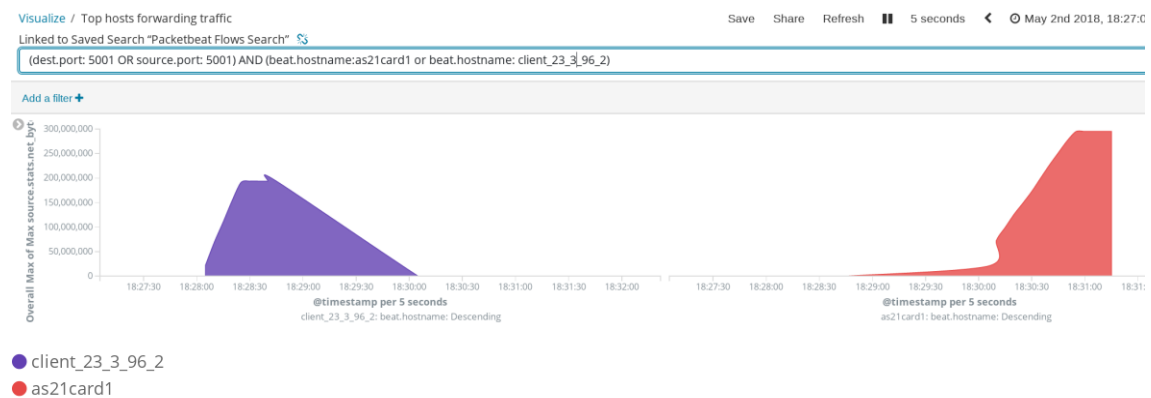 Visualize / Top hosts forwarding traffic
Save Share Refresh 5 seconds May 2nd 2018, 18:27:0
Linked to Saved Search “Packetbeat Flows Search”
(dest.port: 5001 OR source.port: 5001) AND (beat.hostname:as21card1 or beat.hostname: client_23_3_96_2)
Add a filter +
Overall Max of Max source.stats.net_byt
300,000,000
250,000,000
200,000,000
150,000,000
100,000,000
50,000,000
0
18:27:30 18:28:00 18:28:30 18:29:00 18:29:30 18:30:00 18:30:30 18:31:00 18:31:30 18:32:00
@timestamp per 5 seconds
client_23_3_96_2: beat.hostname: Descending
18:27:30 18:28:00 18:28:30 18:29:00 18:29:30 18:30:00 18:30:30 18:31:00 18:31:
@timestamp per 5 seconds
as21card1: beat.hostname: Descending
client_23_3_96_2
as21card1